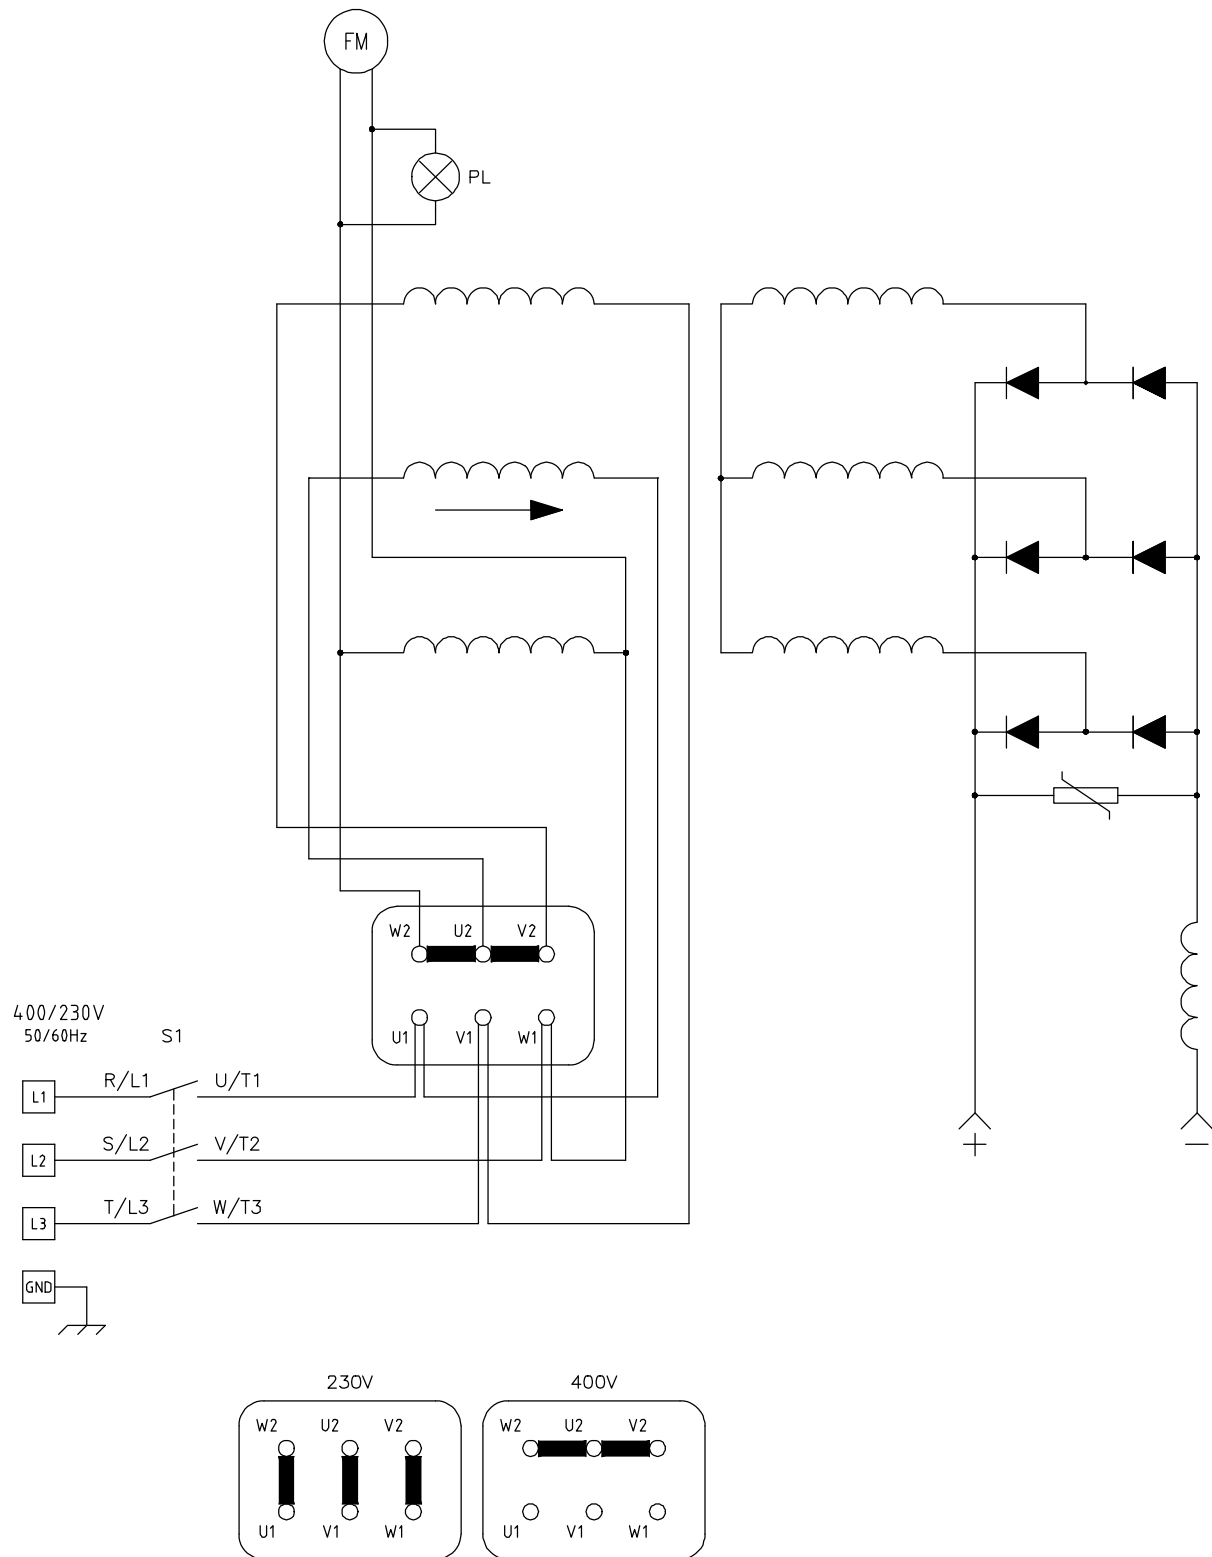 FM
PL
W2 U2 V2
400/230V
50/60Hz S1
U1 V1 W1
L1 R/L1 U/T1
L2 S/L2 V/T2
+ −
L3 T/L3 W/T3
GND
230V 400V
W2 U2 V2 W2 U2 V2
U1 V1 W1 U1 V1 W1